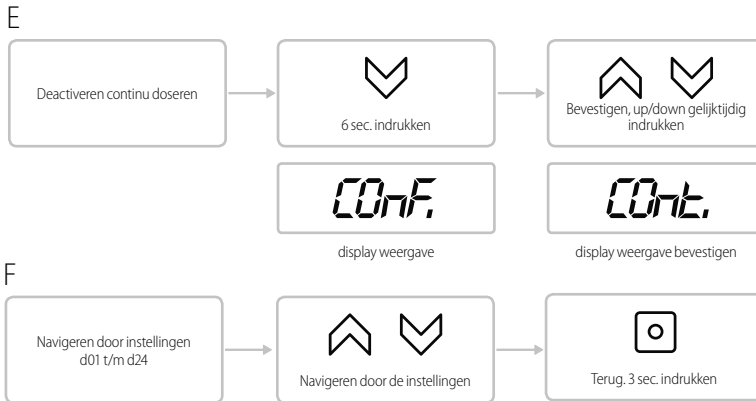 E
Deactiveren continu doseren
6 sec. indrukken
Bevestigen, up/down gelijktijdig
indrukken
COnF.
COnt.
display weergave
display weergave bevestigen
F
Navigeren door instellingen
d01 t/m d24
Navigeren door de instellingen
Terug. 3 sec. indrukken